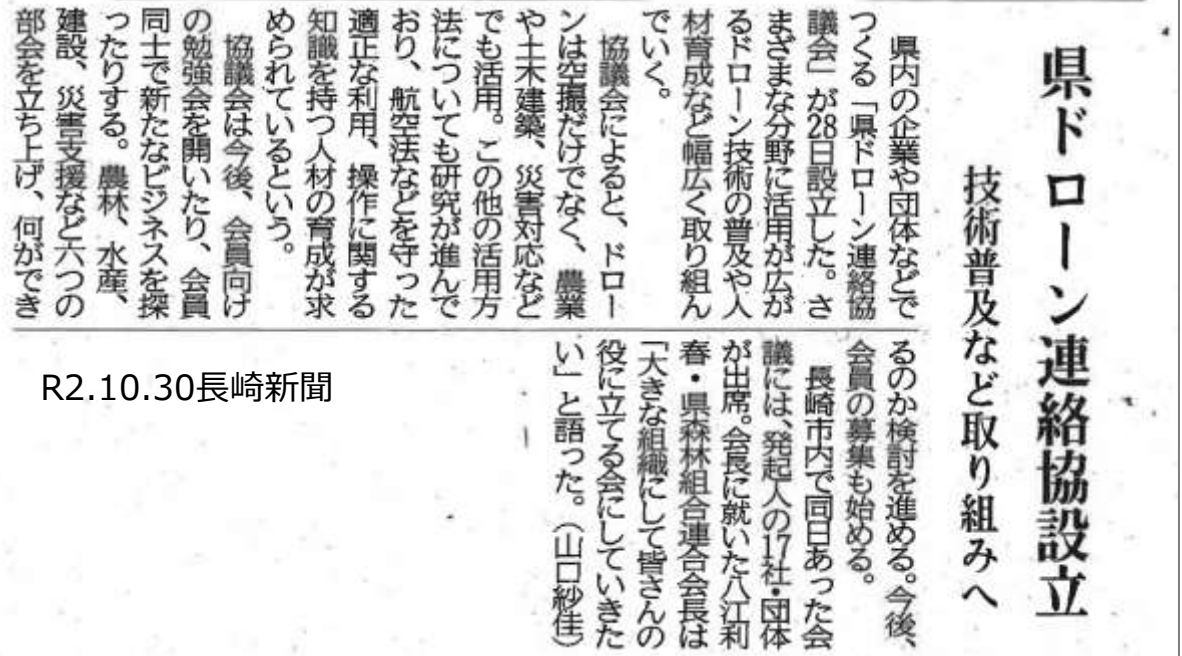 県ドローン連絡協設立
技術普及など取り組みへ
県内の企業や団体などで
つくる「県ドローン連絡協
議会」が28日設立した。さ
まざまな分野に活用が広が
るドローン技術の普及や人
材育成など幅広く取り組ん
でいく。
協議会によると、ドロー
ンは空撮だけでなく、農業
や土木建築、災害対応など
でも活用。この他の活用方
法についても研究が進んで
おり、航空法などを守った
適正な利用、操作に関する
知識を持つ人材の育成が求
められているという。
協議会は今後、会員向け
の勉強会を開いたり、会員
同士で新たなビジネスを探
ったりする。農林、水産、
建設、災害支援など六つの
部会を立ち上げ、何ができ
るのか検討を進める。今後、
会員の募集も始める。
長崎市内で同日あった会
議には、発起人の17社・団体
が出席。会長に就いた八江利
春・県森林組合連合会長は
「大きな組織にして皆さんの
役に立てる会にしていきた
い」と語った。（山口紗佳）
R2.10.30長崎新聞